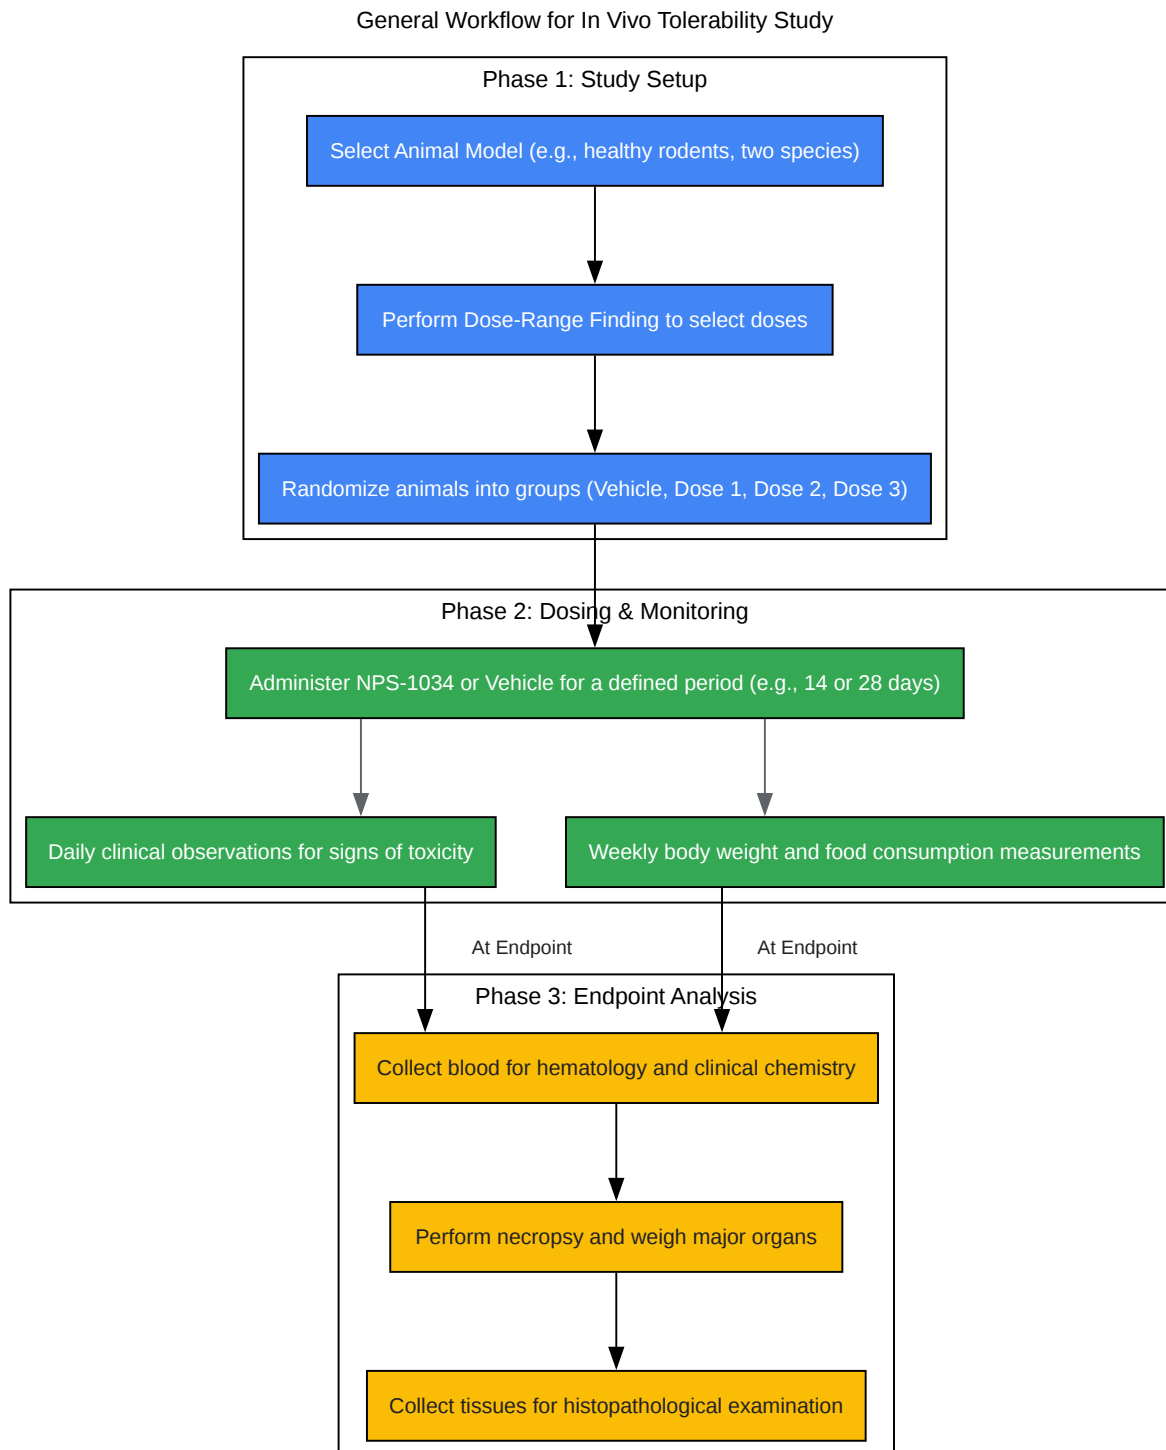 General Workflow for In Vivo Tolerability Study
Phase 1: Study Setup
Select Animal Model (e.g., healthy rodents, two species)
Perform Dose-Range Finding to select doses
Randomize animals into groups (Vehicle, Dose 1, Dose 2, Dose 3)
Phase 2: Dosing & Monitoring
Administer NPS-1034 or Vehicle for a defined period (e.g., 14 or 28 days)
Daily clinical observations for signs of toxicity
Weekly body weight and food consumption measurements
At Endpoint
At Endpoint
Phase 3: Endpoint Analysis
Collect blood for hematology and clinical chemistry
Perform necropsy and weigh major organs
Collect tissues for histopathological examination